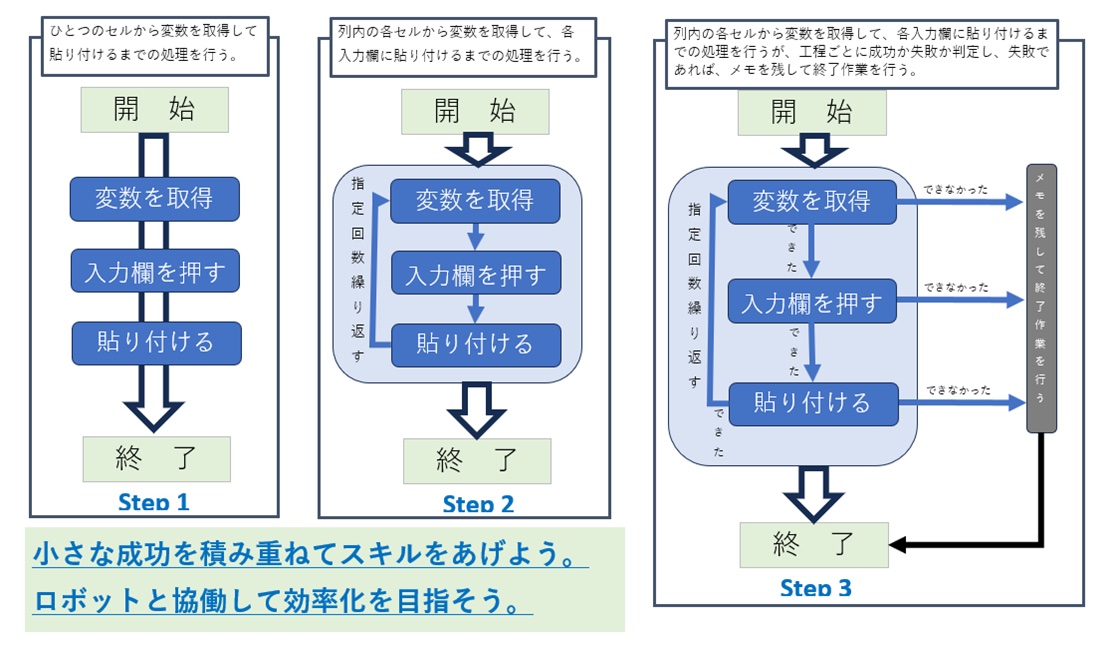 ひとつのセルから変数を取得して
貼り付けるまでの処理を行う。
開　始
変数を取得
入力欄を押す
貼り付ける
終　了
Step 1
列内の各セルから変数を取得して、各
入力欄に貼り付けるまでの処理を行う。
開　始
指定回数繰り返す
変数を取得
入力欄を押す
貼り付ける
終　了
Step 2
列内の各セルから変数を取得して、各入力欄に貼り付けるま
での処理を行うが、工程ごとに成功か失敗か判定し、失敗で
あれば、メモを残して終了作業を行う。
開　始
指定回数繰り返す
変数を取得
できなかった
できた
入力欄を押す
できなかった
できた
貼り付ける
できなかった
できた
メモを残して終了作業を行う
終　了
Step 3
小さな成功を積み重ねてスキルをあげよう。
ロボットと協働して効率化を目指そう。